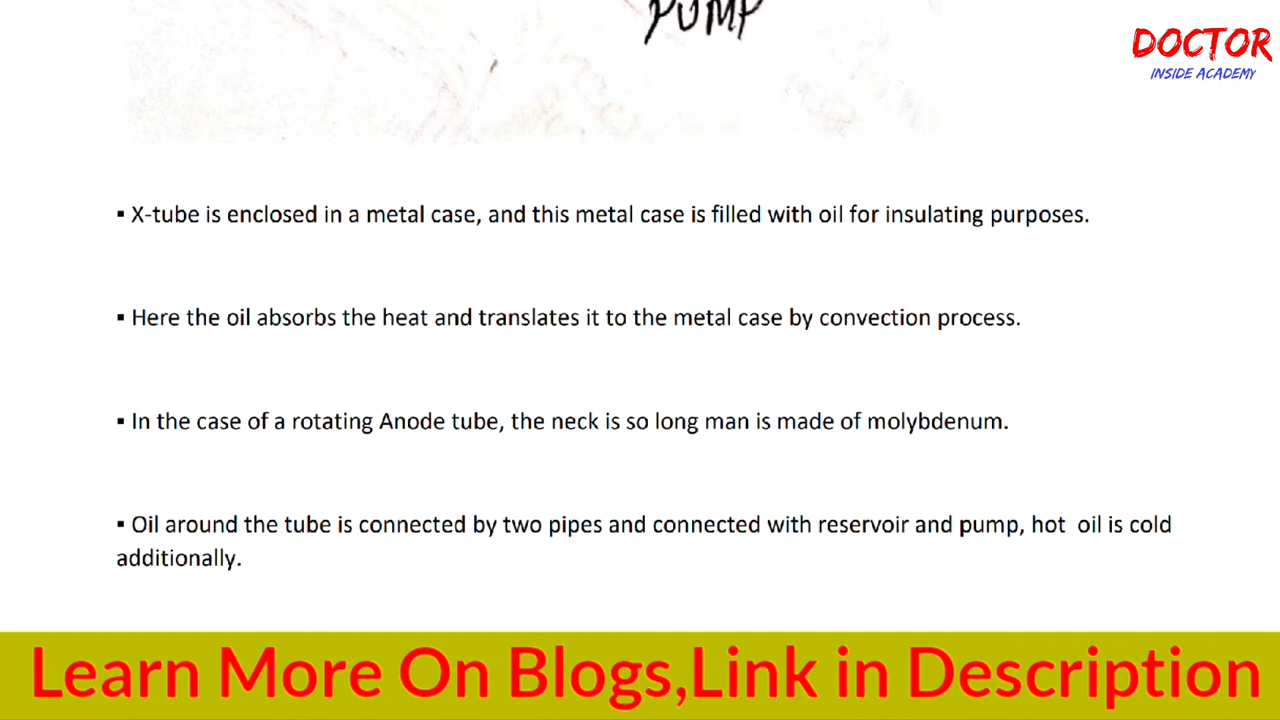 PUMP
DOCTOR
INSIDE ACADEMY
▪ X-tube is enclosed in a metal case, and this metal case is filled with oil for insulating purposes.
▪ Here the oil absorbs the heat and translates it to the metal case by convection process.
▪ In the case of a rotating Anode tube, the neck is so long man is made of molybdenum.
▪ Oil around the tube is connected by two pipes and connected with reservoir and pump, hot  oil is cold
additionally.
Learn More On Blogs,Link in Description